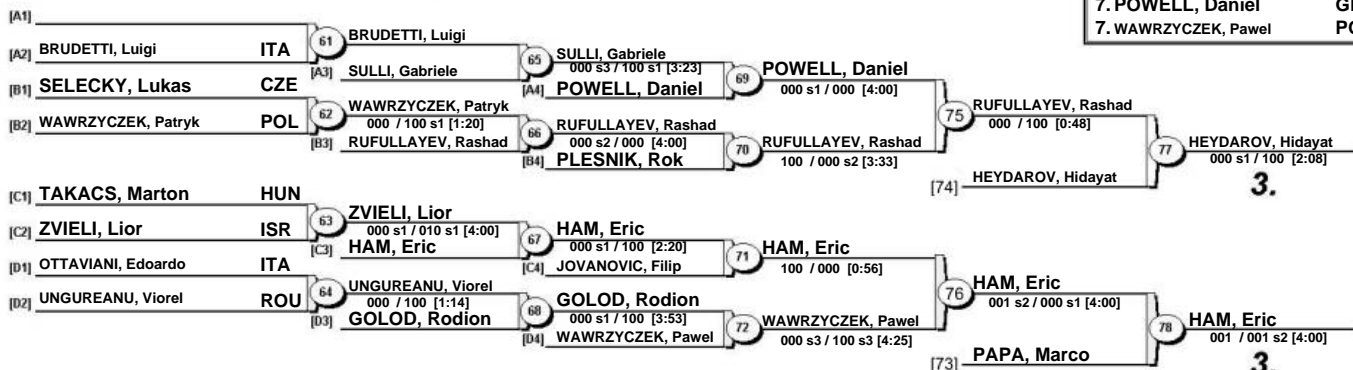 7. POWELL, Daniel
7. WAWRZYCZEK, Pawel
[A1]
[A2] BRUDETTI, Luigi ITA
61 BRUDETTI, Luigi
[A3] SULLI, Gabriele
65 SULLI, Gabriele
000 s3 / 100 s1 [3:23]
[A4] POWELL, Daniel
69 POWELL, Daniel
000 s1 / 000 [4:00]
[B1] SELECKY, Lukas CZE
[B2] WAWRZYCZEK, Patryk POL
62 WAWRZYCZEK, Patryk
000 / 100 s1 [1:20]
[B3] RUFULLAYEV, Rashad
66 RUFULLAYEV, Rashad
000 s2 / 000 [4:00]
[B4] PLESNIK, Rok
70 RUFULLAYEV, Rashad
100 / 000 s2 [3:33]
75 RUFULLAYEV, Rashad
000 / 100 [0:48]
[74] HEYDAROV, Hidayat
77 HEYDAROV, Hidayat
000 s1 / 100 [2:08]
3.
[C1] TAKACS, Marton HUN
[C2] ZVIELI, Lior ISR
63 ZVIELI, Lior
000 s1 / 010 s1 [4:00]
[C3] HAM, Eric
67 HAM, Eric
000 s1 / 100 [2:20]
[C4] JOVANOVIC, Filip
71 HAM, Eric
100 / 000 [0:56]
[D1] OTTAVIANI, Edoardo ITA
[D2] UNGUREANU, Viorel ROU
64 UNGUREANU, Viorel
000 / 100 [1:14]
[D3] GOLOD, Rodion
68 GOLOD, Rodion
000 s1 / 100 [3:53]
[D4] WAWRZYCZEK, Pawel
72 WAWRZYCZEK, Pawel
000 s3 / 100 s3 [4:25]
76 HAM, Eric
001 s2 / 000 s1 [4:00]
[73] PAPA, Marco
78 HAM, Eric
001 / 001 s2 [4:00]
3.